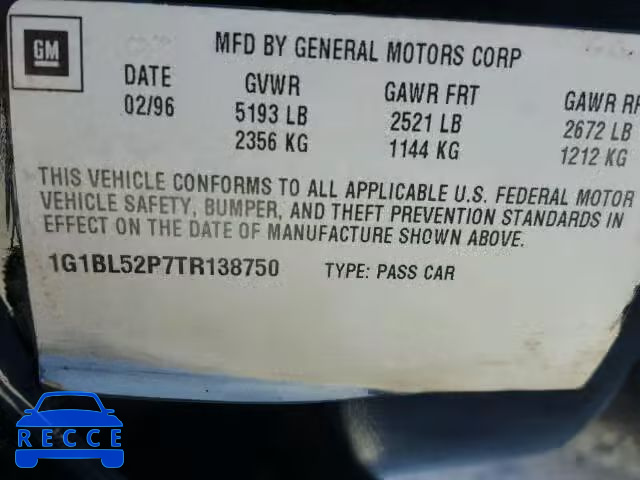 GM
MFD BY GENERAL MOTORS CORP
DATE GVWR GAWR FRT GAWR RR
02/96 5193 LB 2521 LB 2672 LB
2356 KG 1144 KG 1212 KG
THIS VEHICLE CONFORMS TO ALL APPLICABLE U.S. FEDERAL MOTOR
VEHICLE SAFETY, BUMPER, AND THEFT PREVENTION STANDARDS IN
EFFECT ON THE DATE OF MANUFACTURE SHOWN ABOVE.
1G1BL52P7TR138750 TYPE: PASS CAR
RECCE